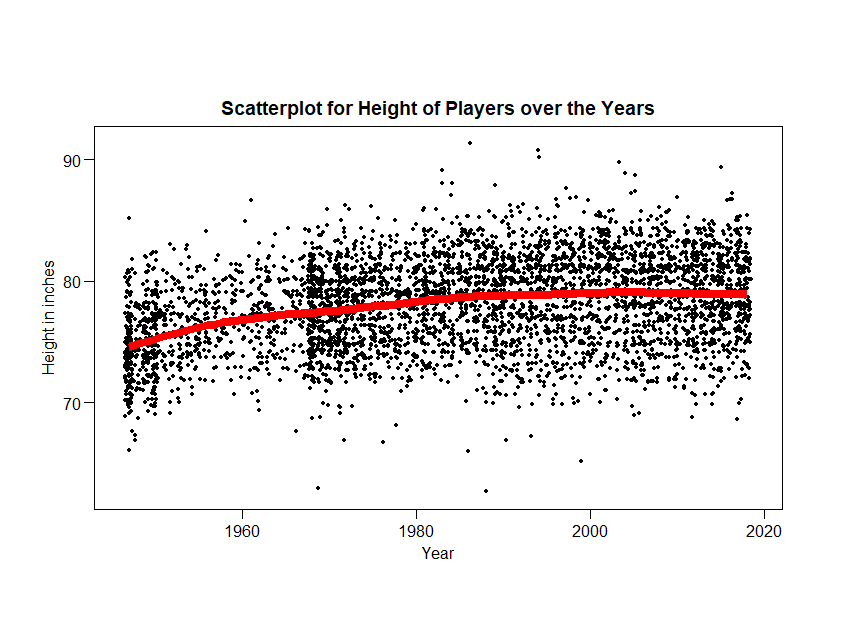 Scatterplot for Height of Players over the Years
90
80
70
Height in inches
1960
1980
2000
2020
Year